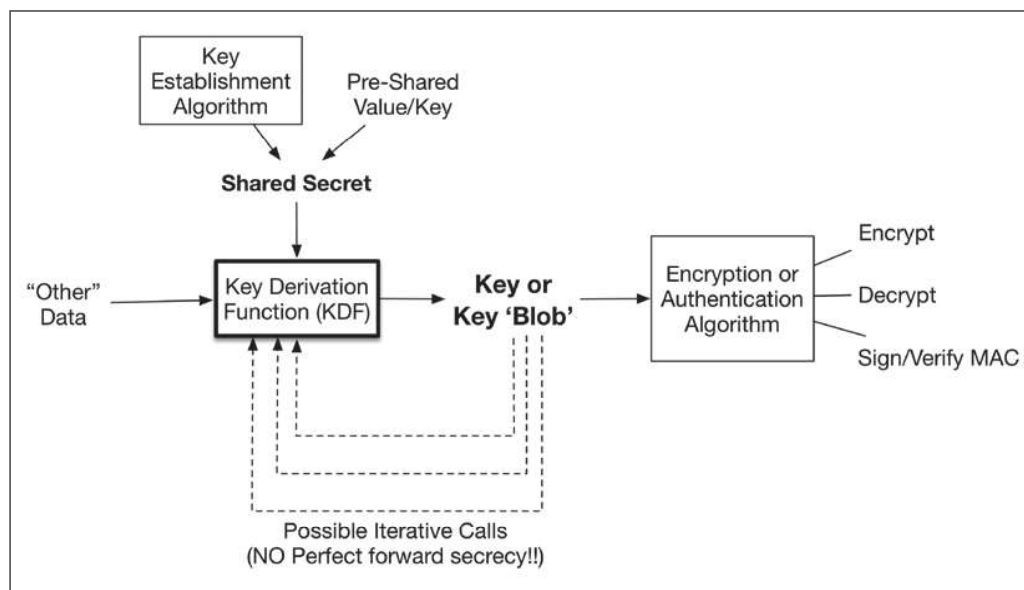 Key
Establishment
Algorithm
Pre-Shared
Value/Key
Shared Secret
“Other”
Data
Key Derivation
Function (KDF)
Key or
Key ‘Blob’
Encryption or
Authentication
Algorithm
Encrypt
Decrypt
Sign/Verify MAC
Possible Iterative Calls
(NO Perfect forward secrecy!!)